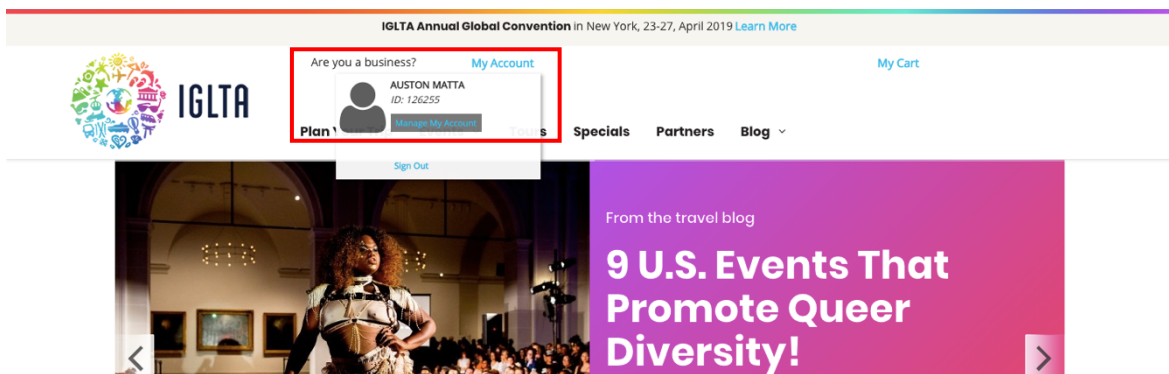 IGLTA Annual Global Convention in New York, 23-27, April 2019 Learn More
Are you a business? My Account My Cart
IGLTA
AUSTON MATTA
ID: 126255
Manage My Account
Plan Tours Specials Partners Blog
Sign Out
From the travel blog
9 U.S. Events That
Promote Queer
Diversity!